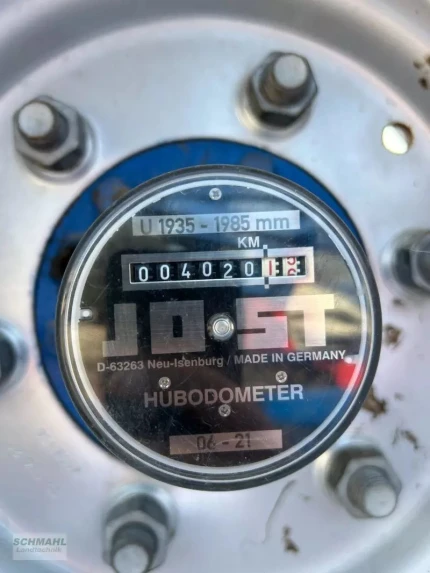 U 1935 - 1985 mm
KM
004020
JOST
D-63263 Neu-Isenburg / MADE IN GERMANY
HUBODOMETER
06 - 21
SCHMAHL
Landtechnik